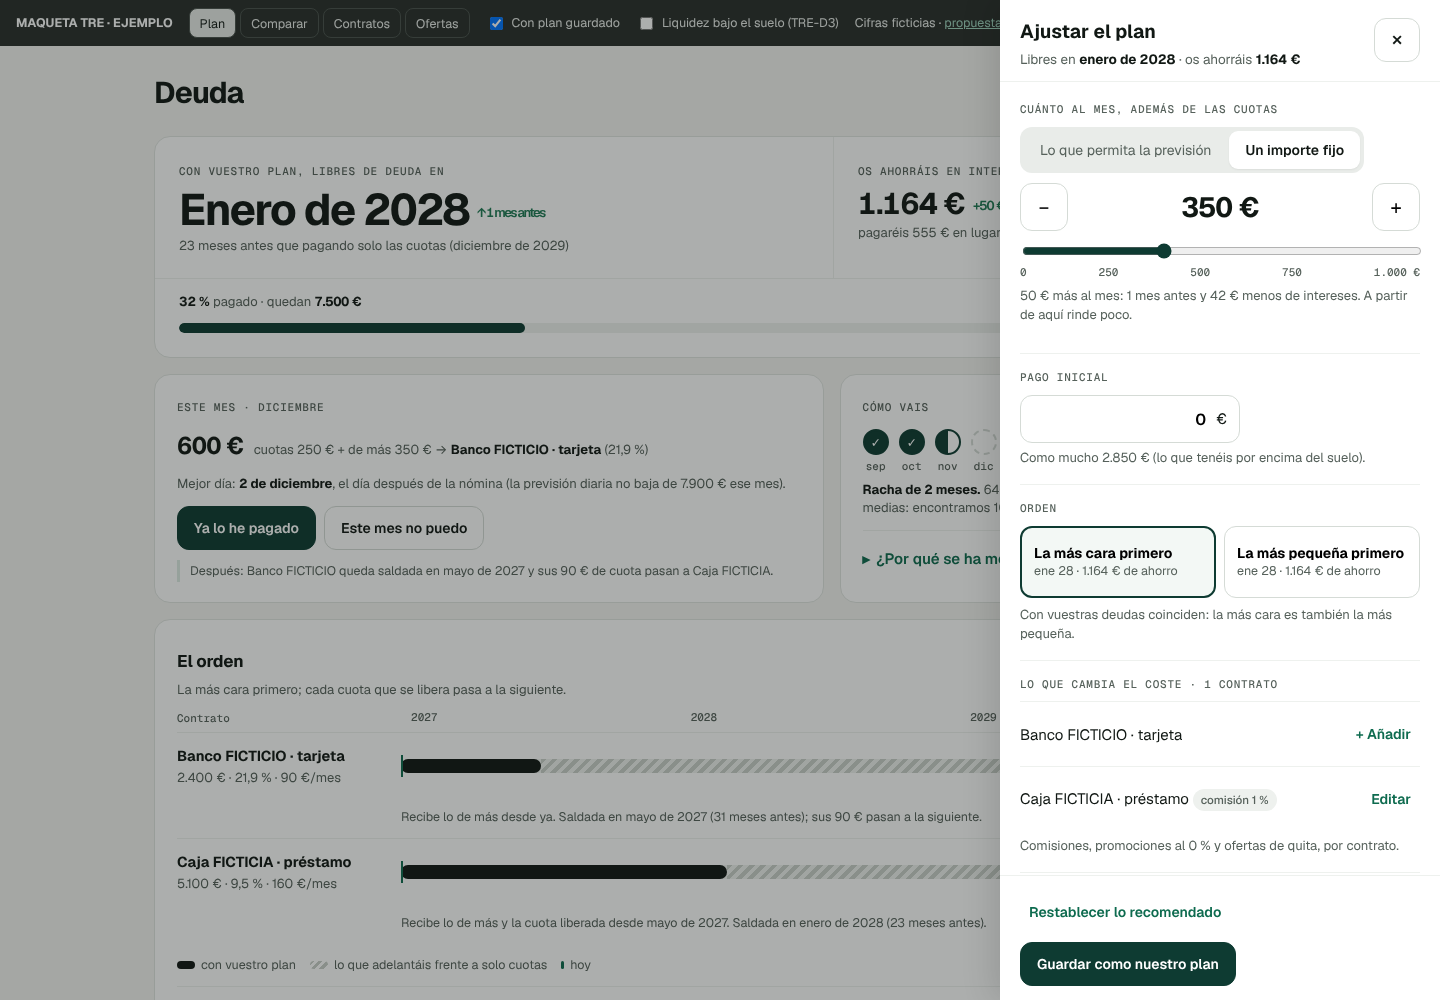 MAQUETA TRE · EJEMPLO
Plan
Comparar
Contratos
Ofertas
Con plan guardado
Liquidez bajo el suelo (TRE-D3)
Cifras ficticias · propuesta
Deuda
CON VUESTRO PLAN, LIBRES DE DEUDA EN
Enero de 2028 ↑1 mes antes
23 meses antes que pagando solo las cuotas (diciembre de 2029)
OS AHORRÁIS EN
1.164 € +50
pagaréis 555 € en lugar
32 % pagado · quedan 7.500 €
ESTE MES · DICIEMBRE
600 € cuotas 250 € + de más 350 € → Banco FICTICIO · tarjeta (21,9 %)
Mejor día: 2 de diciembre, el día después de la nómina (la previsión diaria no baja de 7.900 € ese mes).
Ya lo he pagado
Este mes no puedo
Después: Banco FICTICIO queda saldada en mayo de 2027 y sus 90 € de cuota pasan a Caja FICTICIA.
CÓMO VAIS
✓ ✓
sep oct nov dic
Racha de 2 meses. 64
medias: encontramos
▸ ¿Por qué se ha
El orden
La más cara primero; cada cuota que se libera pasa a la siguiente.
Contrato 2027 2028 2029
Banco FICTICIO · tarjeta
2.400 € · 21,9 % · 90 €/mes
Recibe lo de más desde ya. Saldada en mayo de 2027 (31 meses antes); sus 90 € pasan a la siguiente.
Caja FICTICIA · préstamo
5.100 € · 9,5 % · 160 €/mes
Recibe lo de más y la cuota liberada desde mayo de 2027. Saldada en enero de 2028 (23 meses antes).
con vuestro plan
lo que adelantáis frente a solo cuotas
hoy
Ajustar el plan
×
Libres en enero de 2028 · os ahorráis 1.164 €
CUÁNTO AL MES, ADEMÁS DE LAS CUOTAS
Lo que permita la previsión
Un importe fijo
− 350 € +
0 250 500 750 1.000 €
50 € más al mes: 1 mes antes y 42 € menos de intereses. A partir
de aquí rinde poco.
PAGO INICIAL
0 €
Como mucho 2.850 € (lo que tenéis por encima del suelo).
ORDEN
La más cara primero
ene 28 · 1.164 € de ahorro
La más pequeña primero
ene 28 · 1.164 € de ahorro
Con vuestras deudas coinciden: la más cara es también la más
pequeña.
LO QUE CAMBIA EL COSTE · 1 CONTRATO
Banco FICTICIO · tarjeta
+ Añadir
Caja FICTICIA · préstamo comisión 1 %
Editar
Comisiones, promociones al 0 % y ofertas de quita, por contrato.
Restablecer lo recomendado
Guardar como nuestro plan